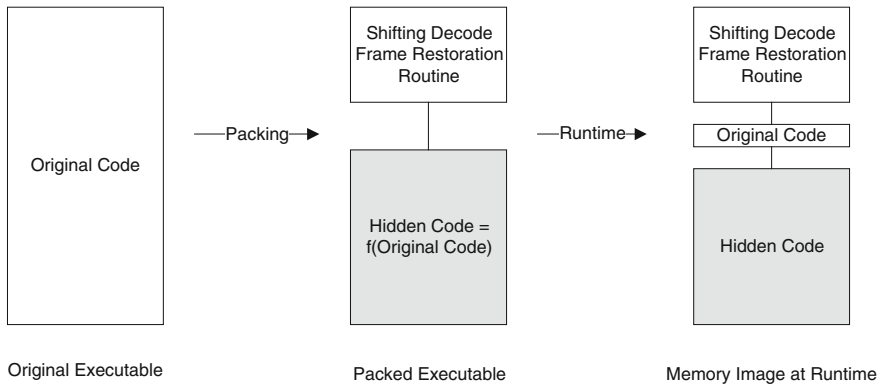 Original Code
Original Executable
Packing
Shifting Decode
Frame Restoration
Routine
Hidden Code =
f(Original Code)
Packed Executable
Runtime
Shifting Decode
Frame Restoration
Routine
Original Code
Hidden Code
Memory Image at Runtime